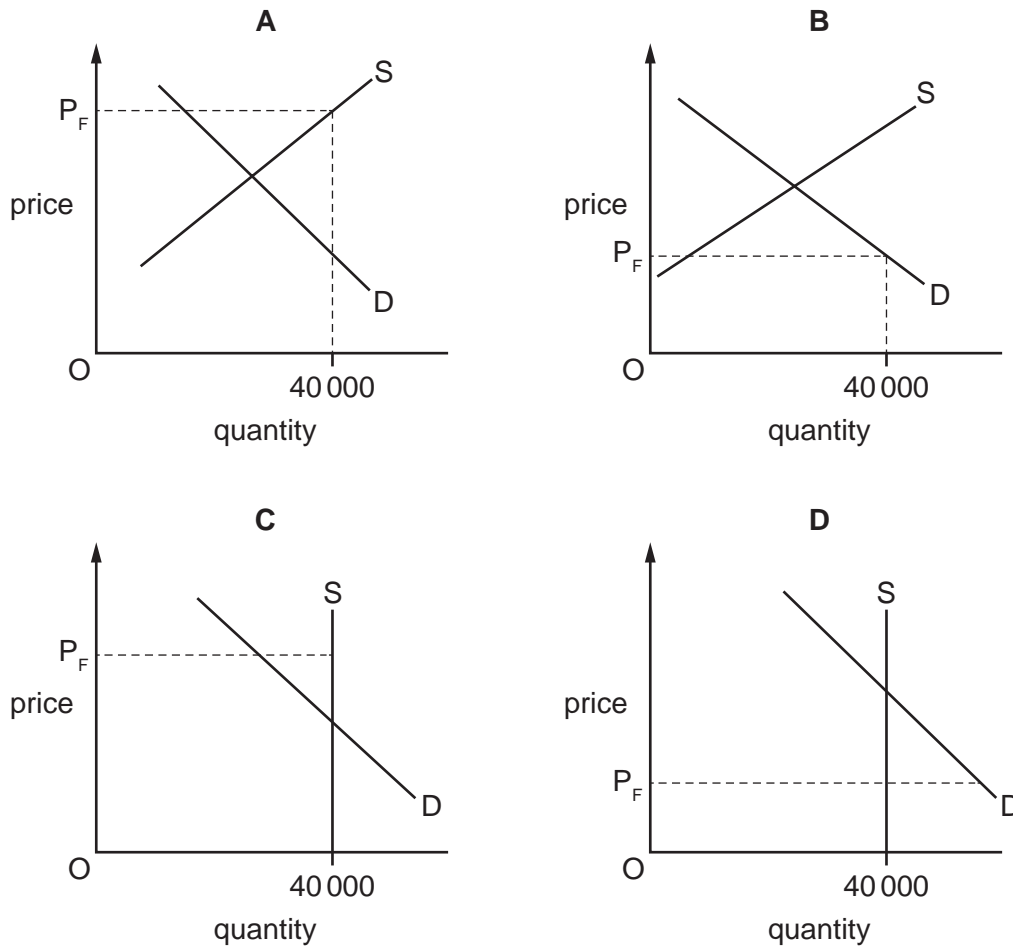 A
S
P_F
price
D
O
40 000
quantity
B
S
price
P_F
D
O
40 000
quantity
C
S
P_F
price
D
O
40 000
quantity
D
S
price
P_F
D
O
40 000
quantity